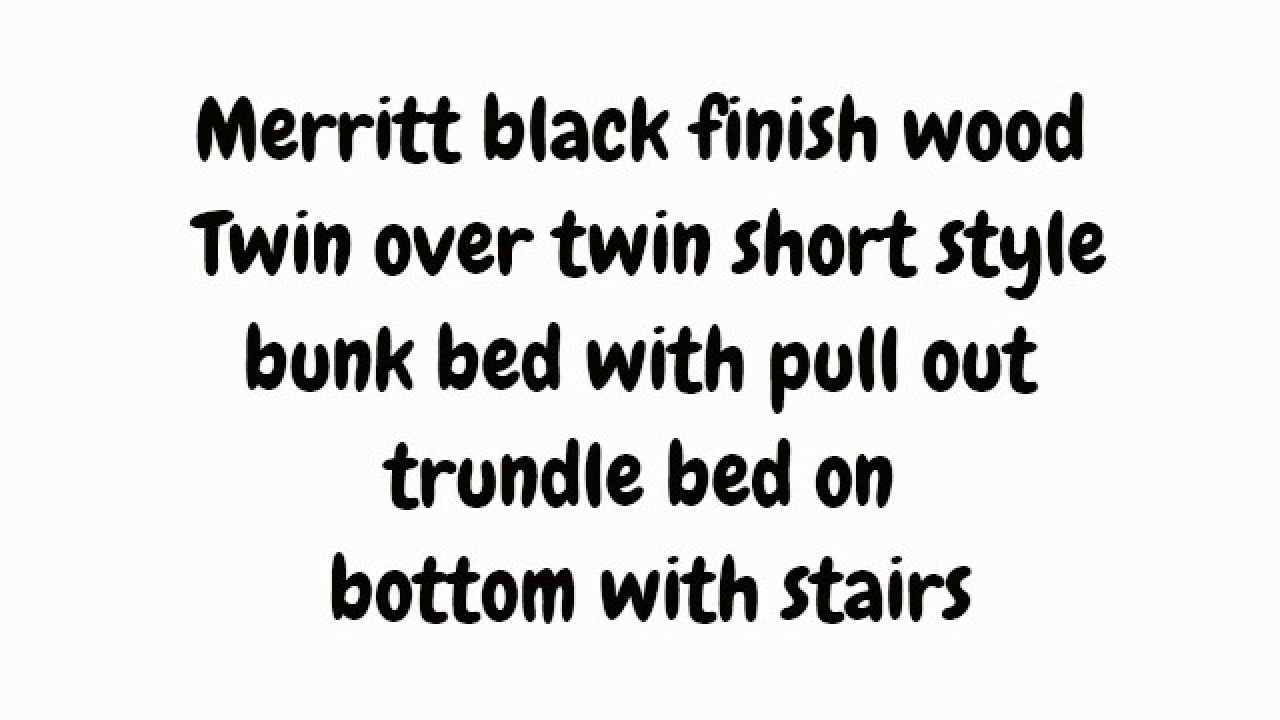 Merritt black finish wood
Twin over twin short style
bunk bed with pull out
trundle bed on
bottom with stairs